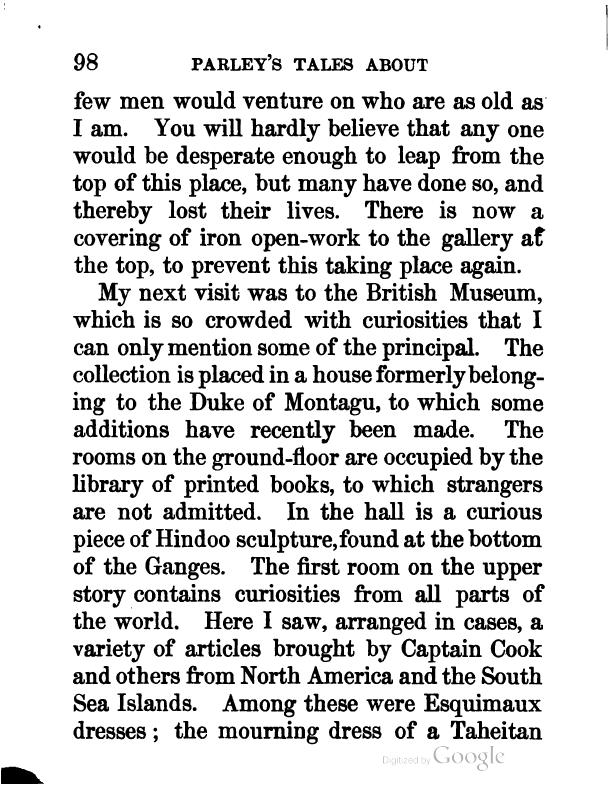 98 PARLEY'S TALES ABOUT
few men would venture on who are as old as
I am. You will hardly believe that any one
would be desperate enough to leap from the
top of this place, but many have done so, and
thereby lost their lives. There is now a
covering of iron open-work to the gallery at
the top, to prevent this taking place again.
My next visit was to the British Museum,
which is so crowded with curiosities that I
can only mention some of the principal. The
collection is placed in a house formerly belong-
ing to the Duke of Montagu, to which some
additions have recently been made. The
rooms on the ground-floor are occupied by the
library of printed books, to which strangers
are not admitted. In the hall is a curious
piece of Hindoo sculpture, found at the bottom
of the Ganges. The first room on the upper
story contains curiosities from all parts of
the world. Here I saw, arranged in cases, a
variety of articles brought by Captain Cook
and others from North America and the South
Sea Islands. Among these were Esquimaux
dresses; the mourning dress of a Taheitan
Digitized by Google